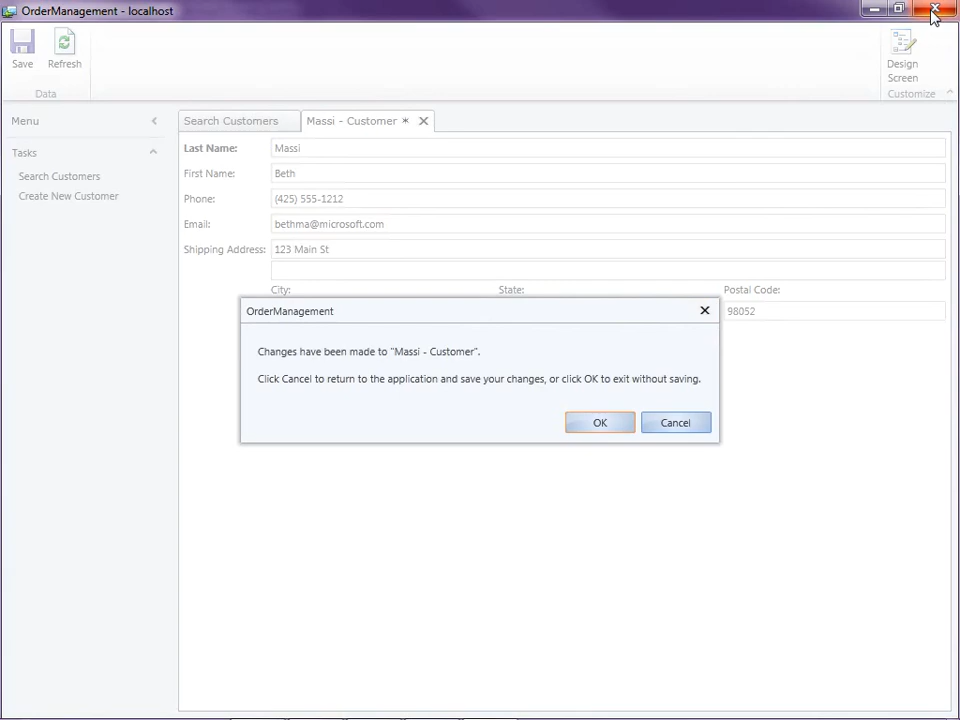 OrderManagement - localhost
Save
Refresh
Data
Design
Screen
Customize
Menu
Tasks
Search Customers
Create New Customer
Search Customers
Massi - Customer *
Last Name: Massi
First Name: Beth
Phone: (425) 555-1212
Email: bethma@microsoft.com
Shipping Address: 123 Main St
City: State: Postal Code:
98052
OrderManagement
Changes have been made to "Massi - Customer".
Click Cancel to return to the application and save your changes, or click OK to exit without saving.
OK Cancel